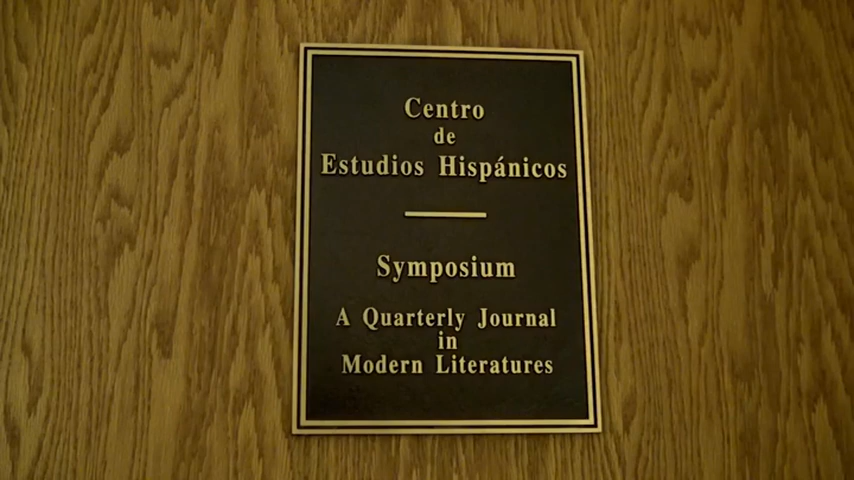 Centro
de
Estudios Hispánicos
Symposium
A Quarterly Journal
in
Modern Literatures